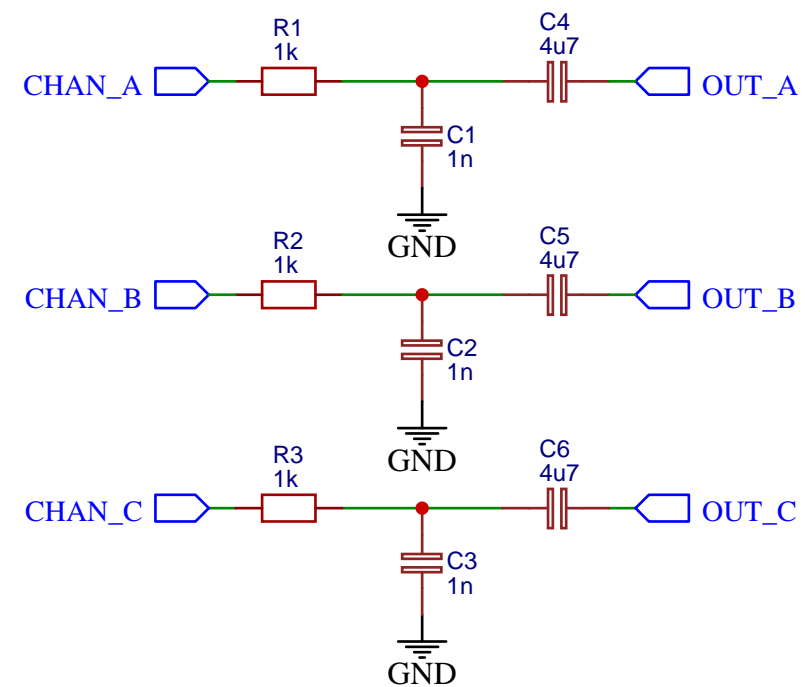 R1
1k
C4
4u7
CHAN_A
OUT_A
C1
1n
GND
R2
1k
C5
4u7
CHAN_B
OUT_B
C2
1n
GND
R3
1k
C6
4u7
CHAN_C
OUT_C
C3
1n
GND